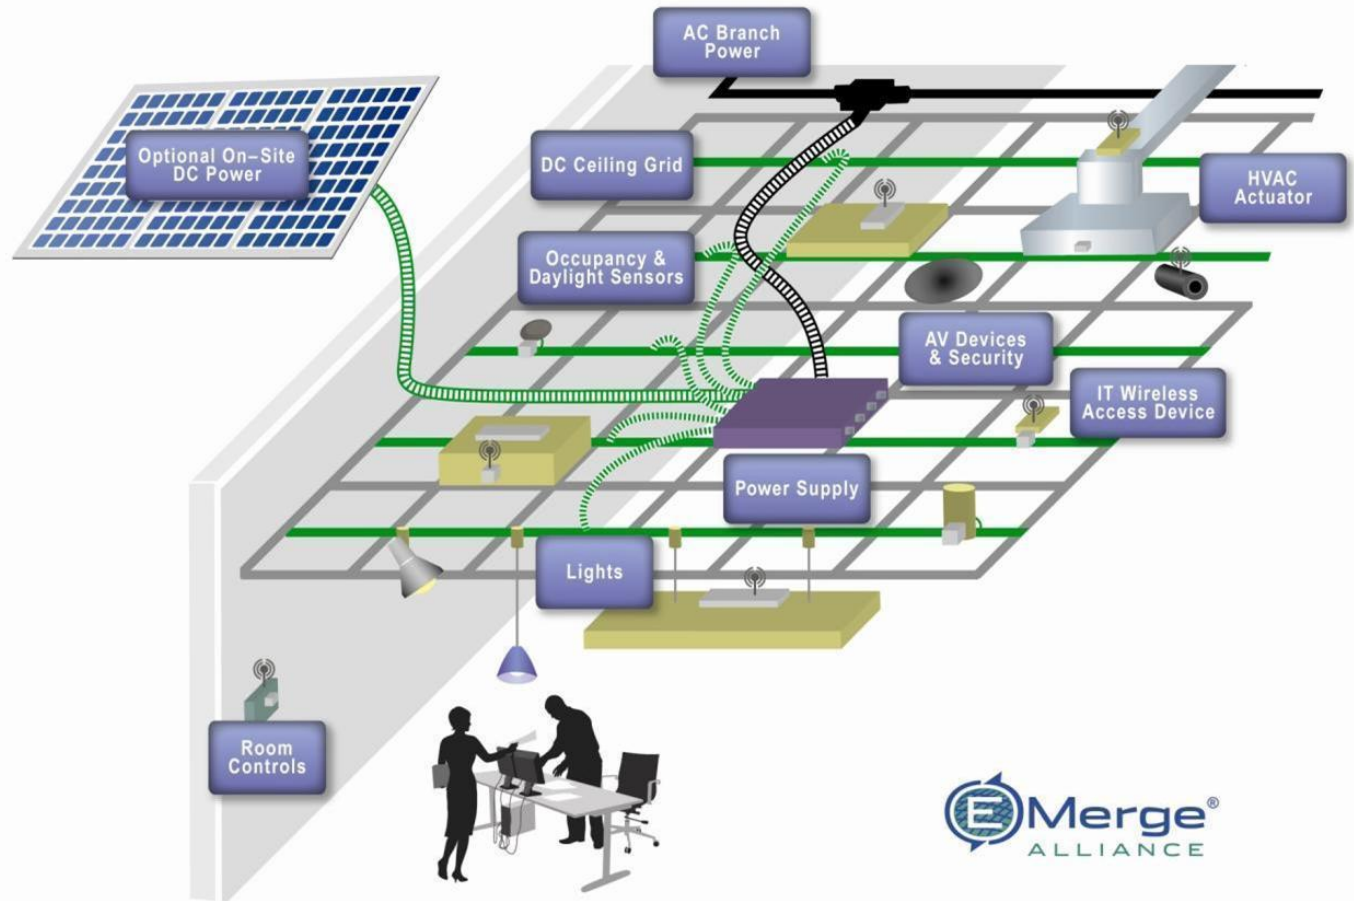 AC Branch
Power
Optional On–Site
DC Power
DC Ceiling Grid
HVAC
Actuator
Occupancy &
Daylight Sensors
AV Devices
& Security
IT Wireless
Access Device
Power Supply
Lights
Room
Controls
EMerge®
ALLIANCE